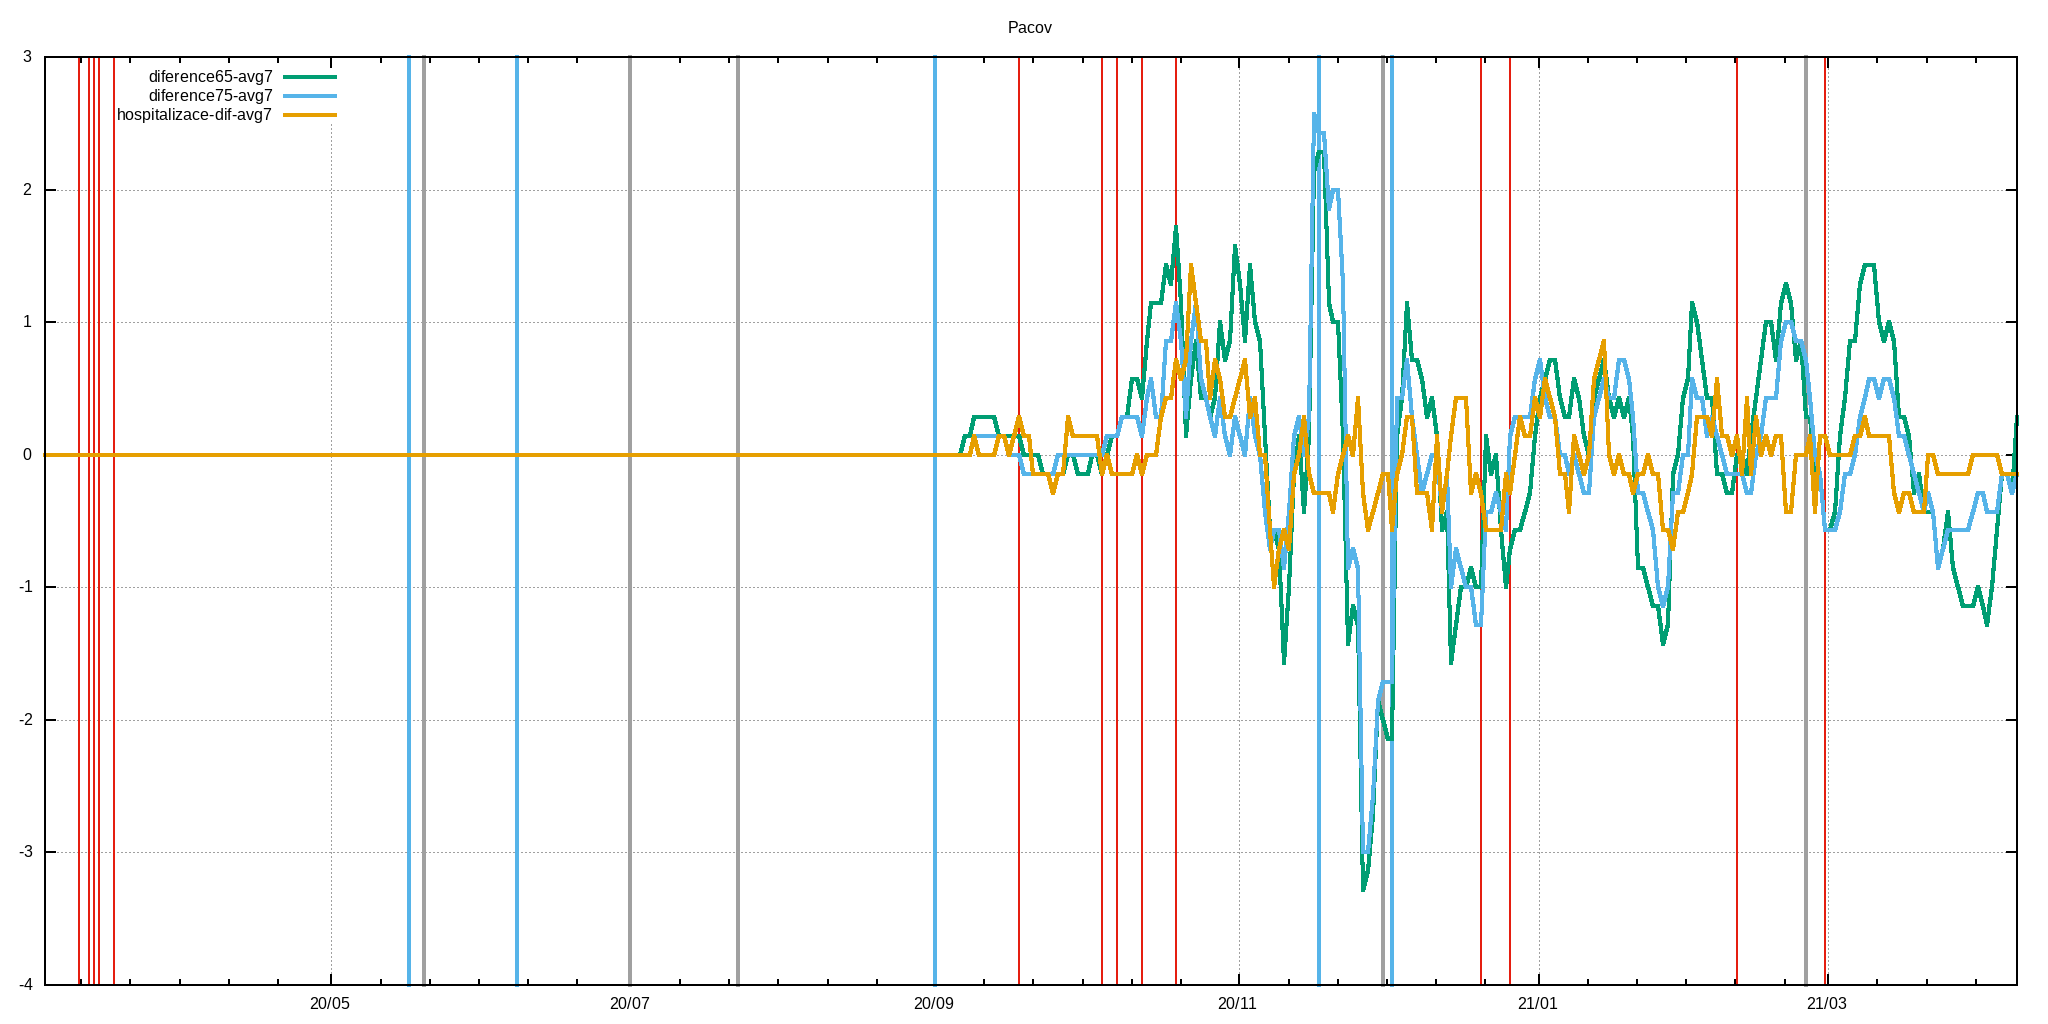 Pacov
3
diference65-avg7
diference75-avg7
hospitalizace-dif-avg7
2
1
0
-1
-2
-3
-4
20/05 20/07 20/09 20/11 21/01 21/03